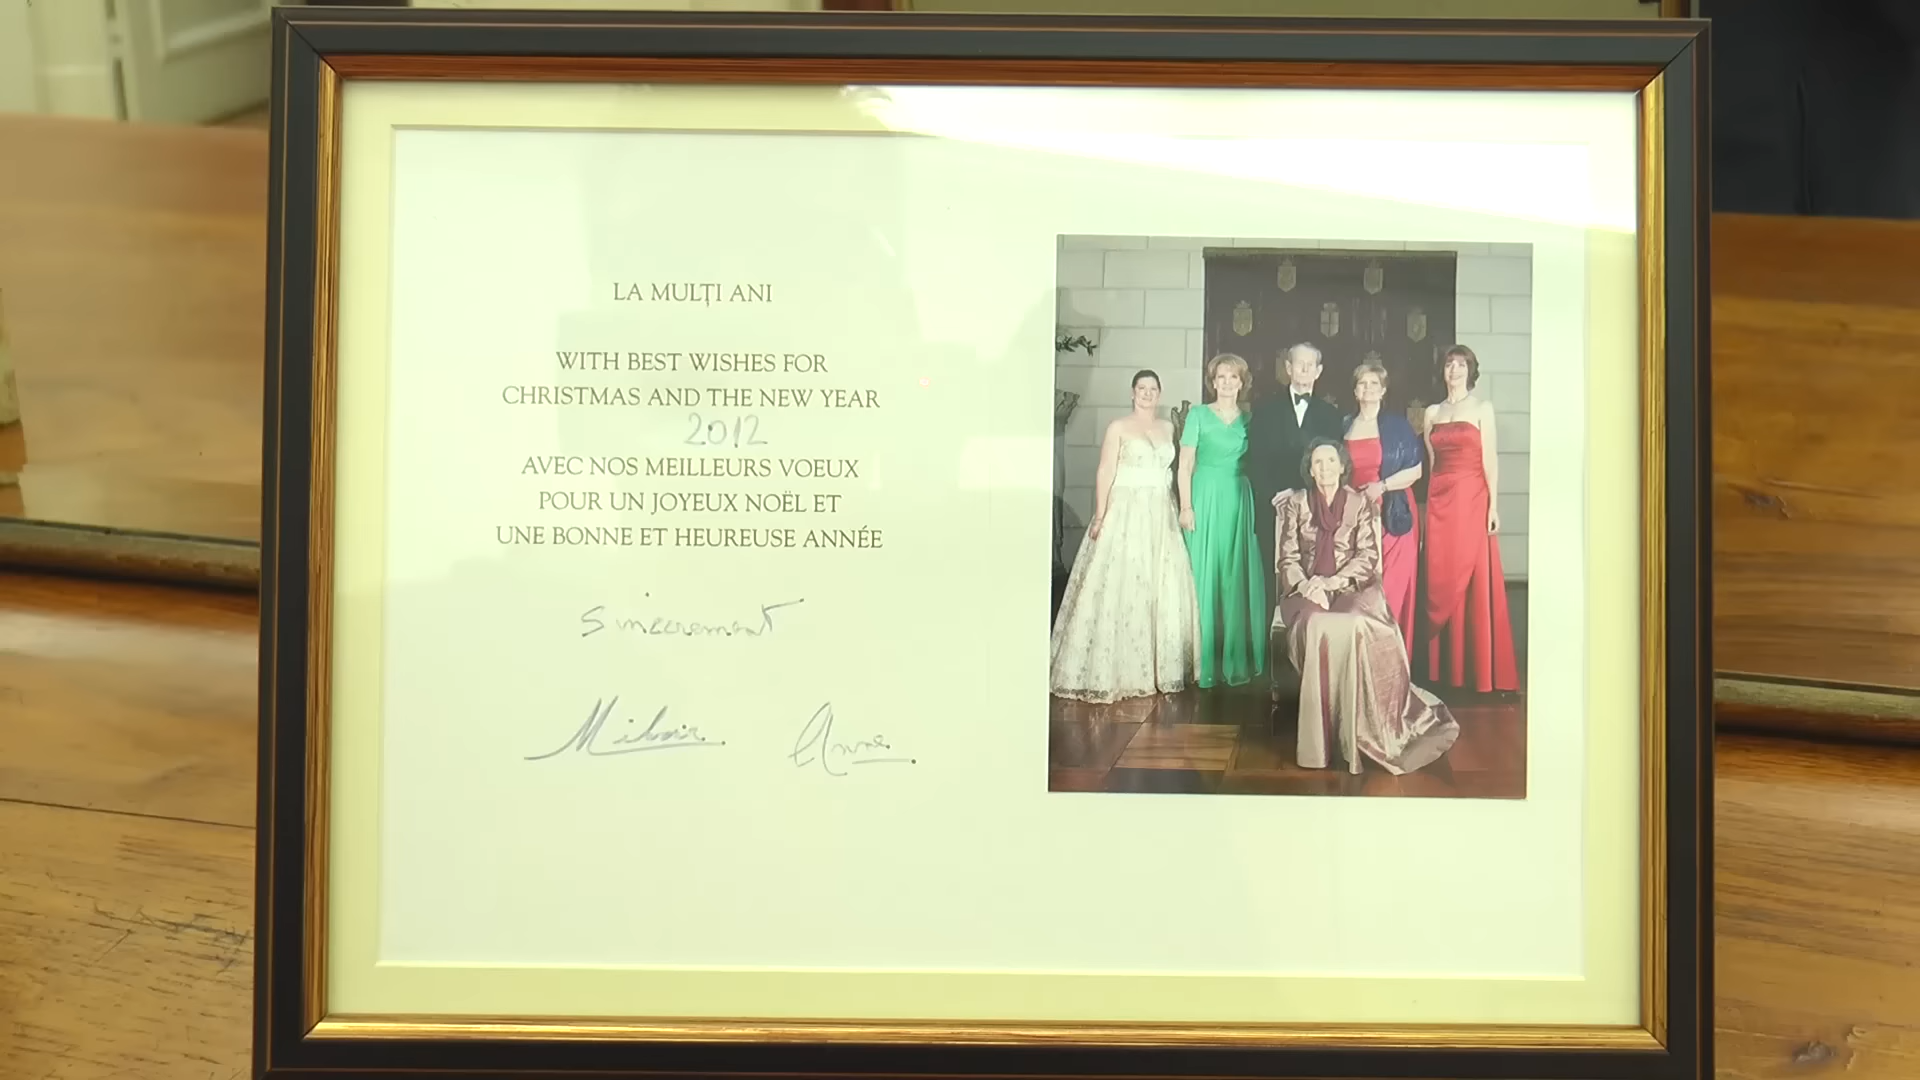 LA MULȚI ANI
WITH BEST WISHES FOR
CHRISTMAS AND THE NEW YEAR
2012
AVEC NOS MEILLEURS VOEUX
POUR UN JOYEUX NOËL ET
UNE BONNE ET HEUREUSE ANNÉE
Sincerement
Mihai
Anne